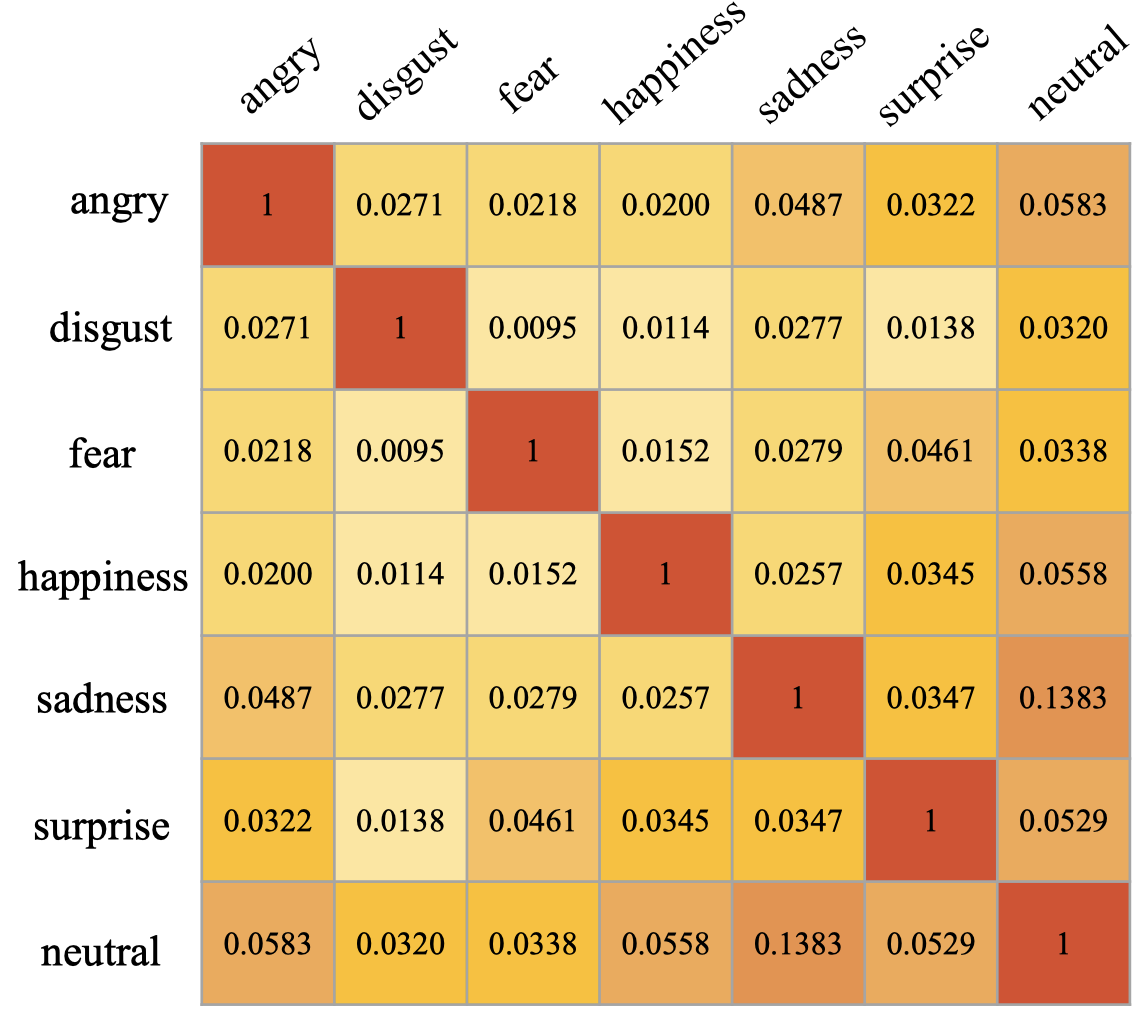 angry disgust fear happiness sadness surprise neutral
angry 1 0.0271 0.0218 0.0200 0.0487 0.0322 0.0583
disgust 0.0271 1 0.0095 0.0114 0.0277 0.0138 0.0320
fear 0.0218 0.0095 1 0.0152 0.0279 0.0461 0.0338
happiness 0.0200 0.0114 0.0152 1 0.0257 0.0345 0.0558
sadness 0.0487 0.0277 0.0279 0.0257 1 0.0347 0.1383
surprise 0.0322 0.0138 0.0461 0.0345 0.0347 1 0.0529
neutral 0.0583 0.0320 0.0338 0.0558 0.1383 0.0529 1